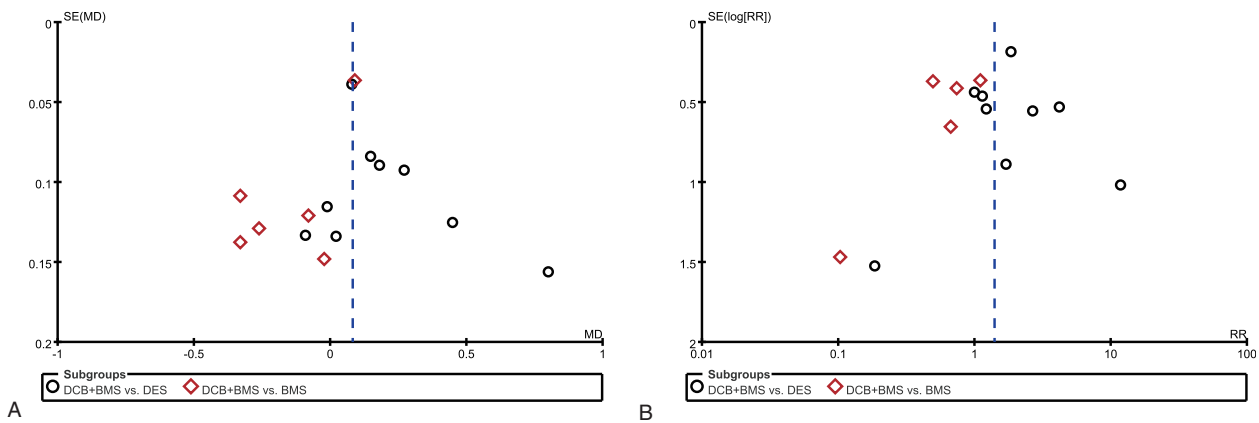 SE(MD)
0
0.05
0.1
0.15
0.2
-1
-0.5
0
0.5
1
MD
Subgroups
DCB+BMS vs. DES
DCB+BMS vs. BMS
A
SE(log[RR])
0
0.5
1
1.5
2
0.01
0.1
1
10
100
RR
Subgroups
DCB+BMS vs. DES
DCB+BMS vs. BMS
B